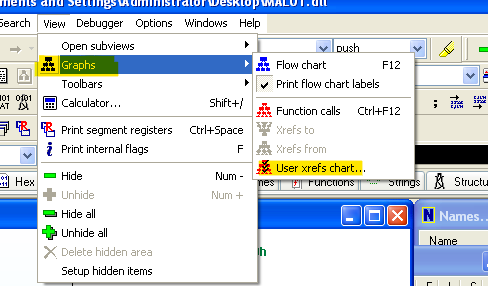 ments and Settings\Administrator\Desktop\MALO1.dll
View Debugger Options Windows Help
Open subviews
Graphs
Toolbars
Calculator... Shift+/
Print segment registers Ctrl+Space
Print internal flags F
Hide Num -
Unhide Num +
Hide all
Unhide all
Delete hidden area
Setup hidden items
push
Flow chart F12
Print flow chart labels
Function calls Ctrl+F12
Xrefs to
Xrefs from
User xrefs chart...
Search
Hex
Functions
Strings
Structu
Names...
Name
0h